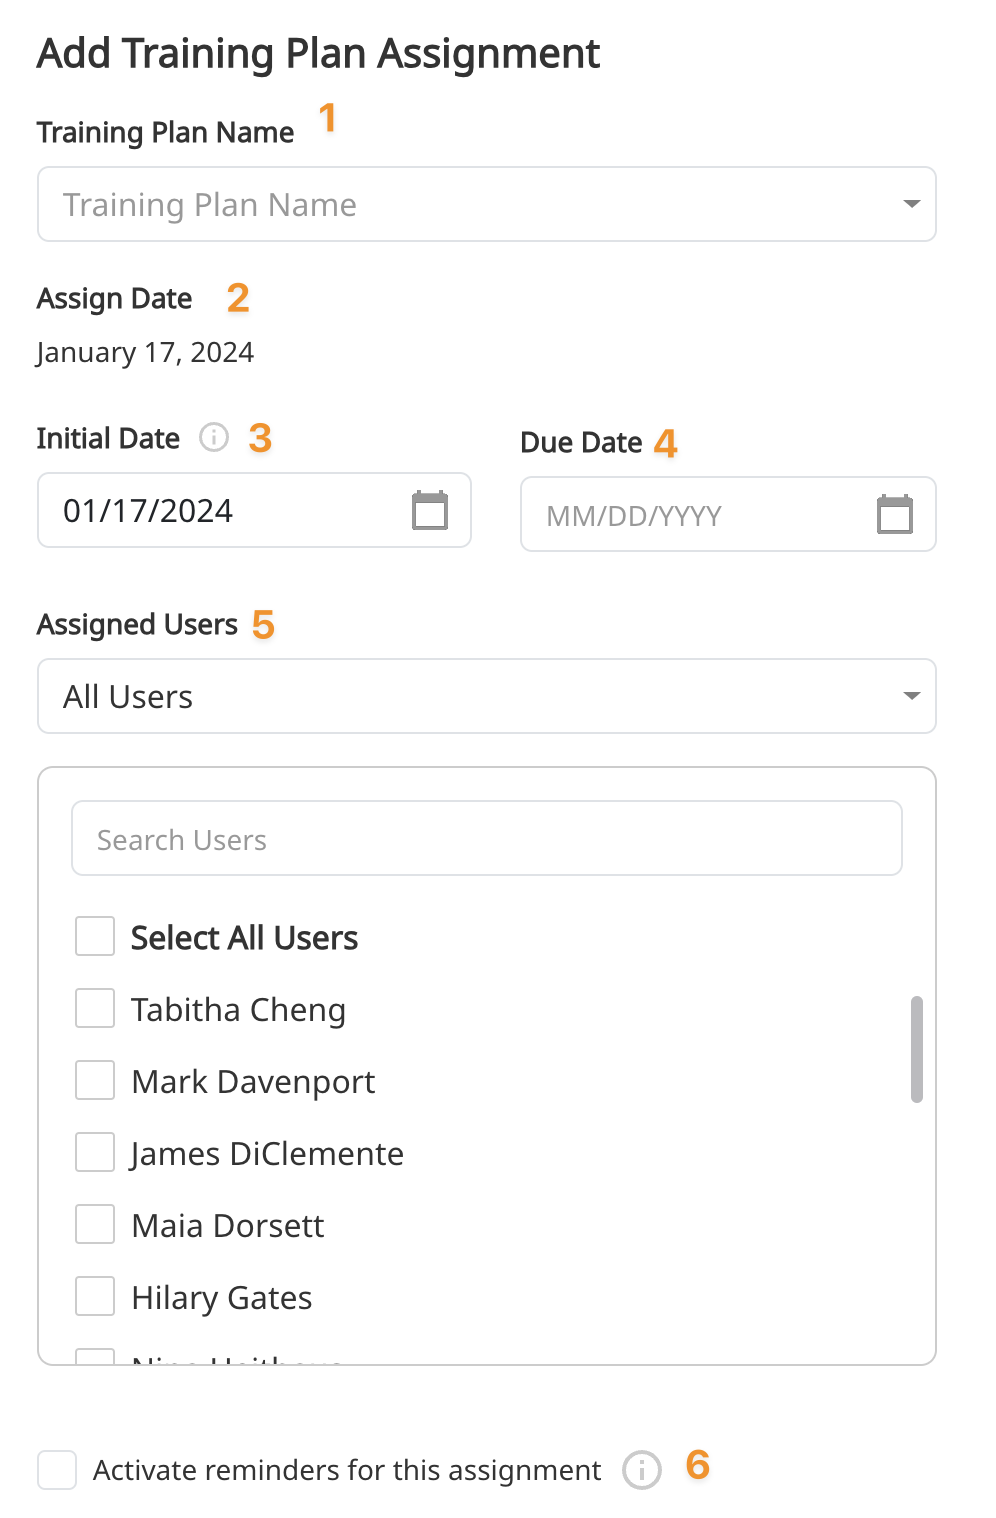 Add Training Plan Assignment
Training Plan Name 1
Training Plan Name
Assign Date 2
January 17, 2024
Initial Date 3
Due Date 4
01/17/2024
MM/DD/YYYY
Assigned Users 5
All Users
Search Users
Select All Users
Tabitha Cheng
Mark Davenport
James DiClemente
Maia Dorsett
Hilary Gates
Activate reminders for this assignment 6